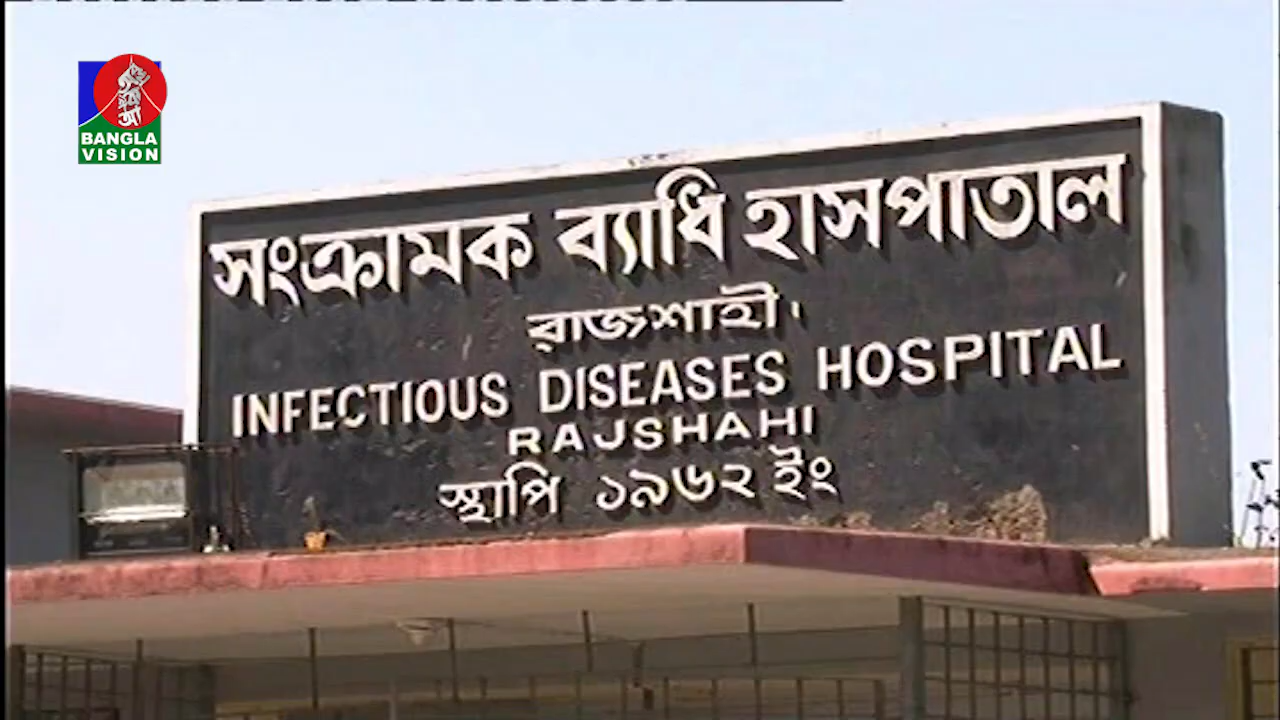 BANGLA
VISION
সংক্রামক ব্যাধি হাসপাতাল
রাজশাহী।
INFECTIOUS DISEASES HOSPITAL
RAJSHAHI
স্থাপি ১৯৬২ ইং